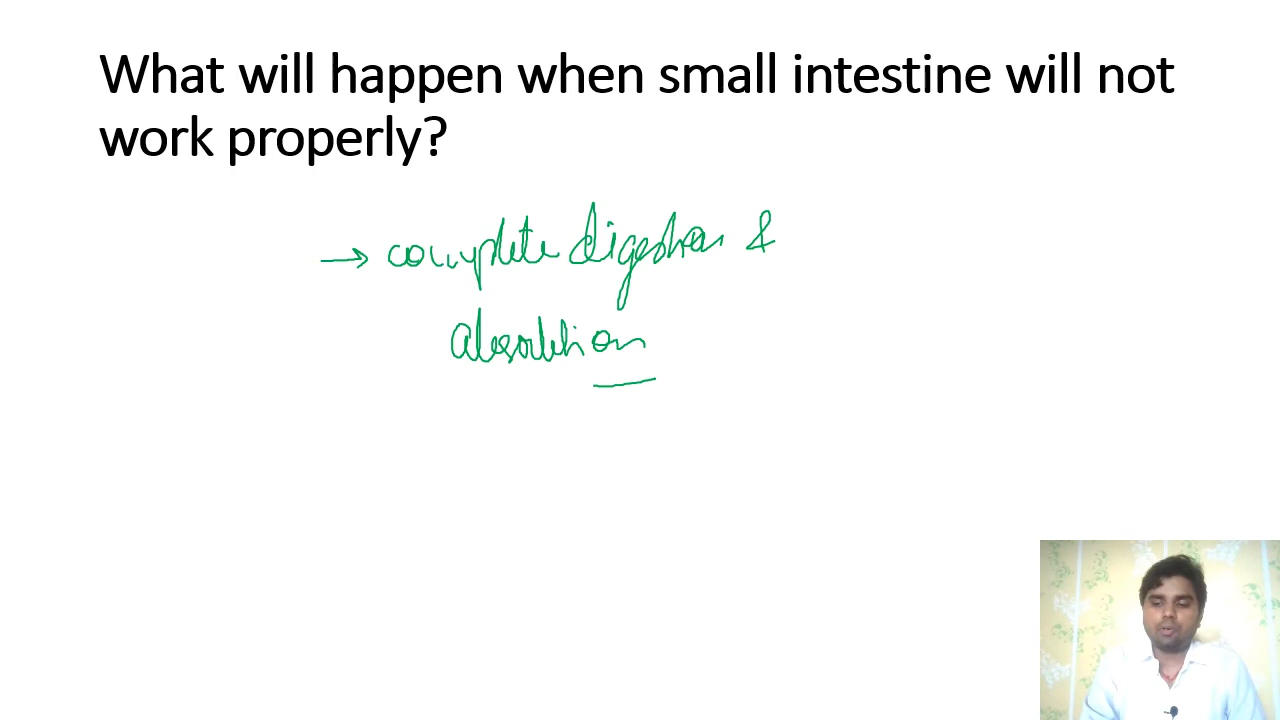 What will happen when small intestine will not
work properly?
→ complete digestion &
absorbtion